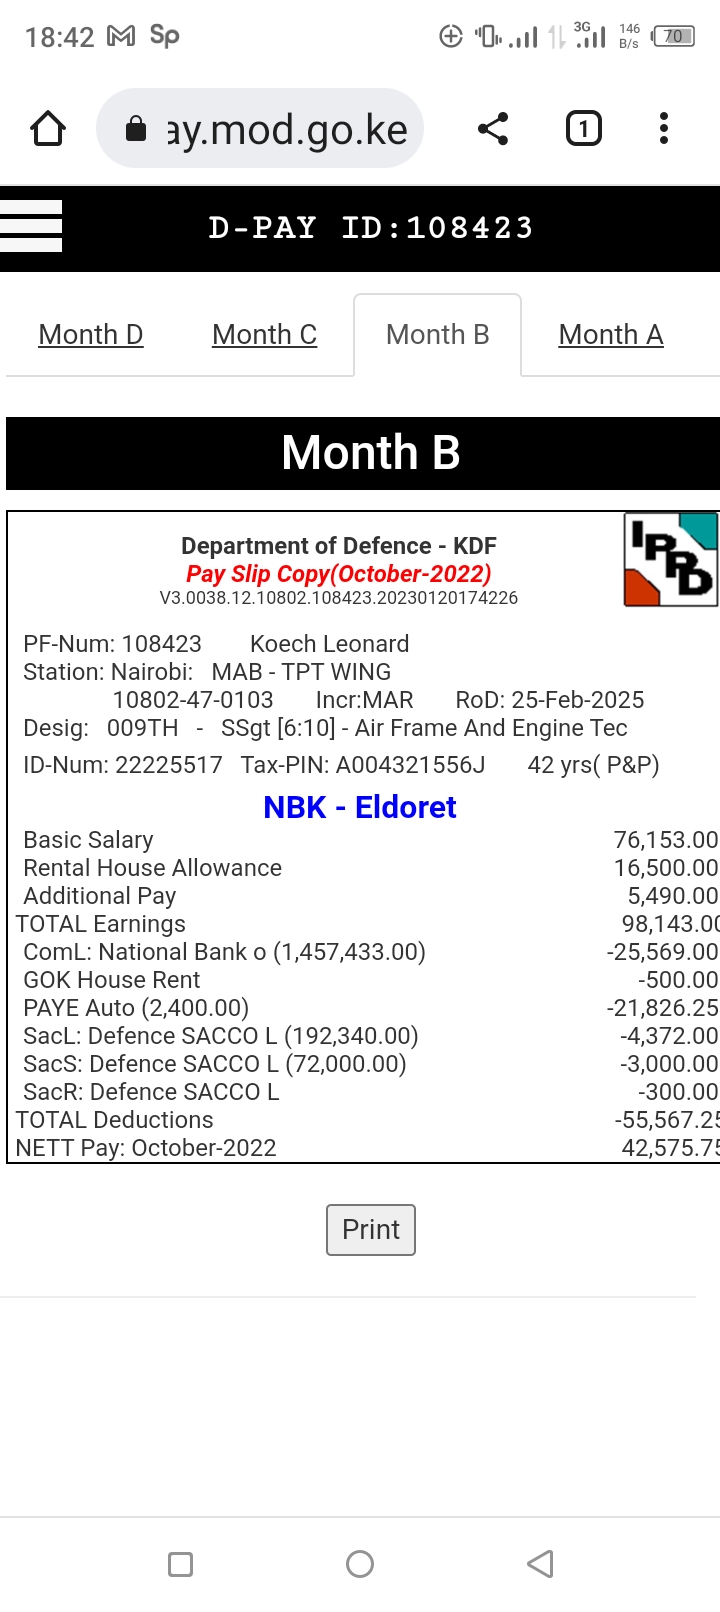 18:42 Sp 3G 146 B/s 70
ay.mod.go.ke 1
D-PAY ID:108423
Month D Month C Month B Month A
Month B
IPPD
Department of Defence - KDF
Pay Slip Copy(October-2022)
V3.0038.12.10802.108423.20230120174226
PF-Num: 108423 Koech Leonard
Station: Nairobi: MAB - TPT WING
10802-47-0103 Incr:MAR RoD: 25-Feb-2025
Desig: 009TH - SSgt [6:10] - Air Frame And Engine Tec
ID-Num: 22225517 Tax-PIN: A004321556J 42 yrs( P&P)
NBK - Eldoret
Basic Salary 76,153.00
Rental House Allowance 16,500.00
Additional Pay 5,490.00
TOTAL Earnings 98,143.00
ComL: National Bank o (1,457,433.00) -25,569.00
GOK House Rent -500.00
PAYE Auto (2,400.00) -21,826.25
SacL: Defence SACCO L (192,340.00) -4,372.00
SacS: Defence SACCO L (72,000.00) -3,000.00
SacR: Defence SACCO L -300.00
TOTAL Deductions -55,567.25
NETT Pay: October-2022 42,575.75
Print